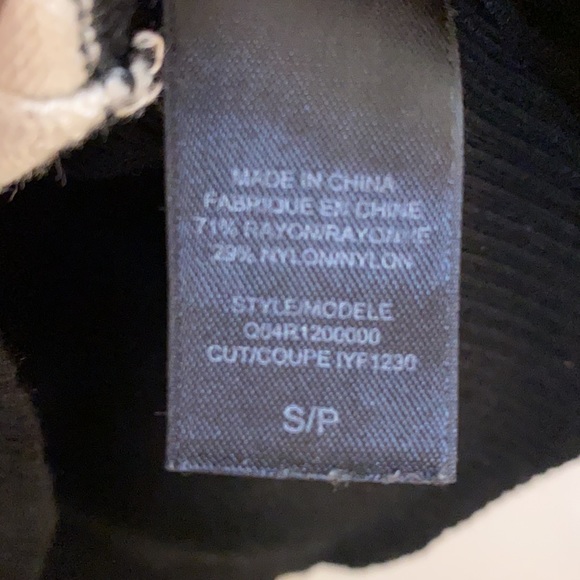 MADE IN CHINA
FABRIQUE EN CHINE
71% RAYON/RAYONNE
29% NYLON/NYLON
STYLE/MODELE
Q04R1200000
CUT/COUPE IYF1230
S/P